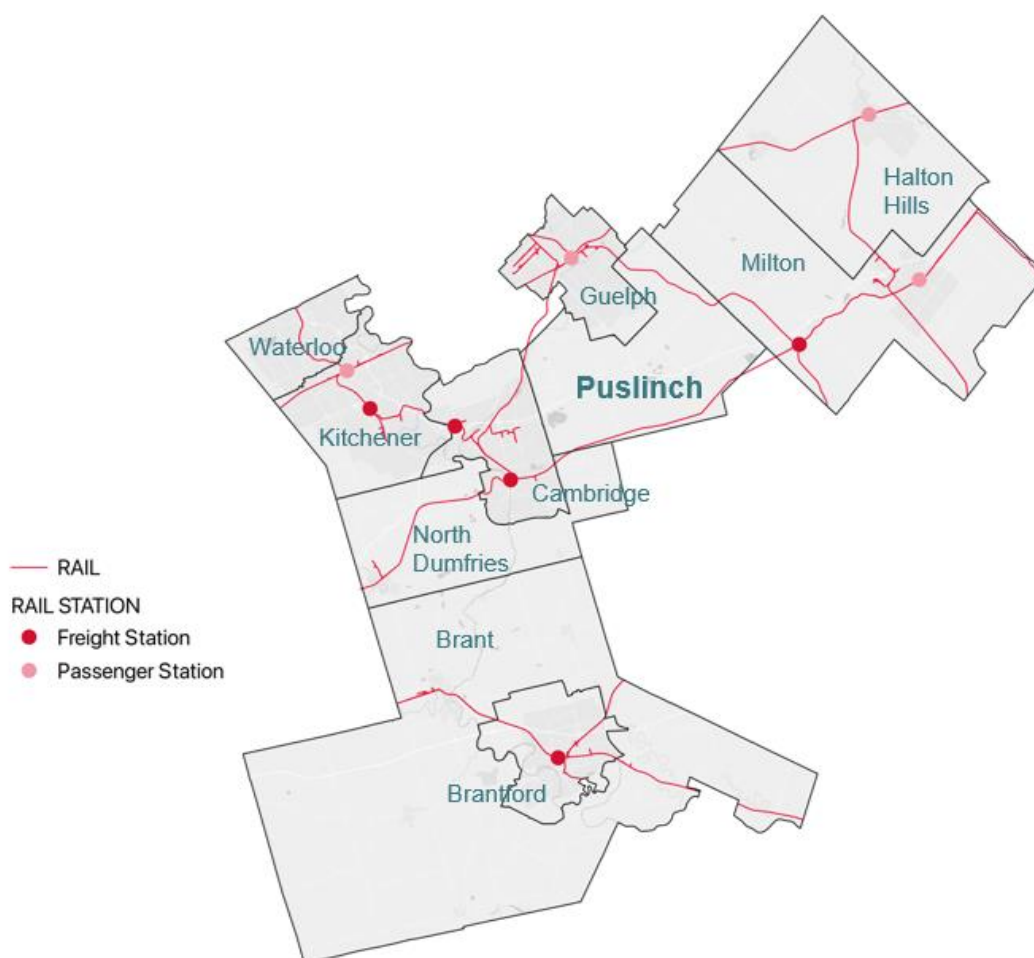 Halton
Hills
Milton
Guelph
Waterloo
Puslinch
Kitchener
Cambridge
North
Dumfries
RAIL
RAIL STATION
Freight Station
Passenger Station
Brant
Brantford